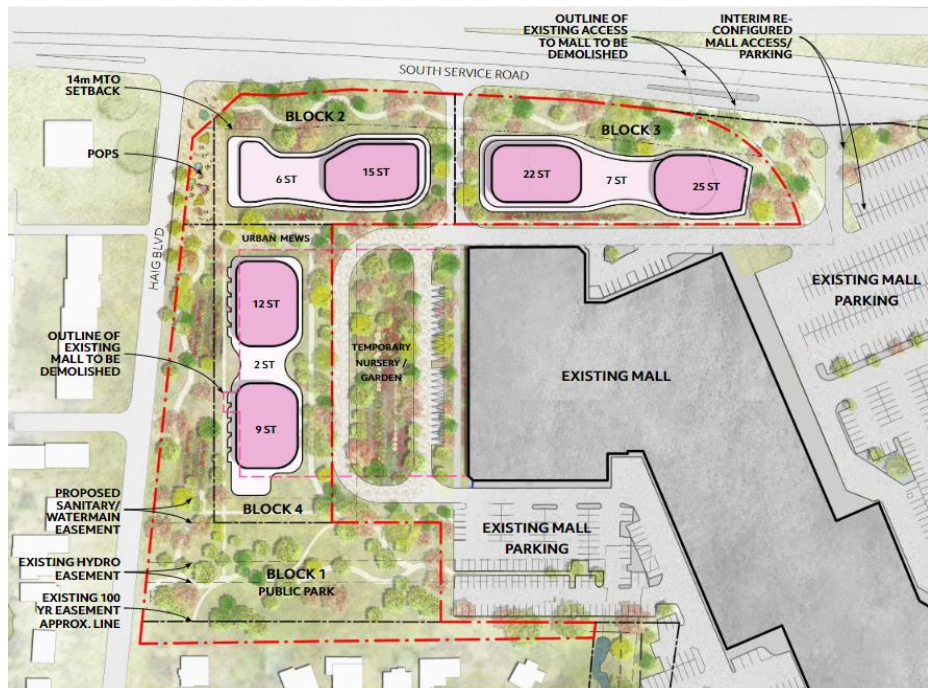 OUTLINE OF
EXISTING ACCESS
TO MALL TO BE
DEMOLISHED
INTERIM RE-
CONFIGURED
MALL ACCESS/
PARKING
SOUTH SERVICE ROAD
14m MTO
SETBACK
BLOCK 2
BLOCK 3
POPS
6 ST
15 ST
22 ST
7 ST
25 ST
HAIG BLVD
URBAN MEWS
EXISTING MALL
PARKING
12 ST
OUTLINE OF
EXISTING
MALL TO BE
DEMOLISHED
2 ST
TEMPORARY
NURSERY /
GARDEN
EXISTING MALL
9 ST
PROPOSED
SANITARY/
WATERMAIN
EASEMENT
BLOCK 4
EXISTING MALL
PARKING
EXISTING HYDRO
EASEMENT
BLOCK 1
PUBLIC PARK
EXISTING 100
YR EASEMENT
APPROX. LINE